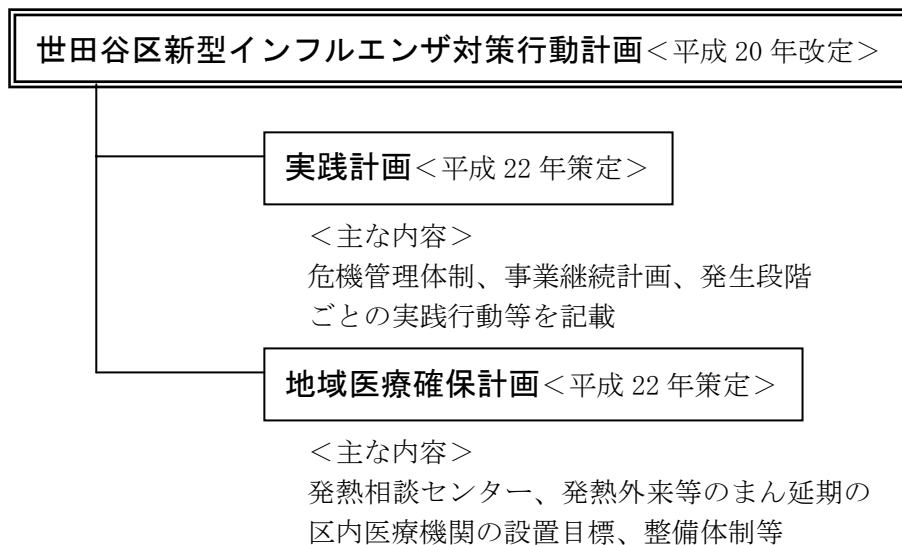 世田谷区新型インフルエンザ対策行動計画＜平成 20 年改定＞
実践計画＜平成 22 年策定＞
＜主な内容＞
危機管理体制、事業継続計画、発生段階
ごとの実践行動等を記載
地域医療確保計画＜平成 22 年策定＞
＜主な内容＞
発熱相談センター、発熱外来等のまん延期の
区内医療機関の設置目標、整備体制等